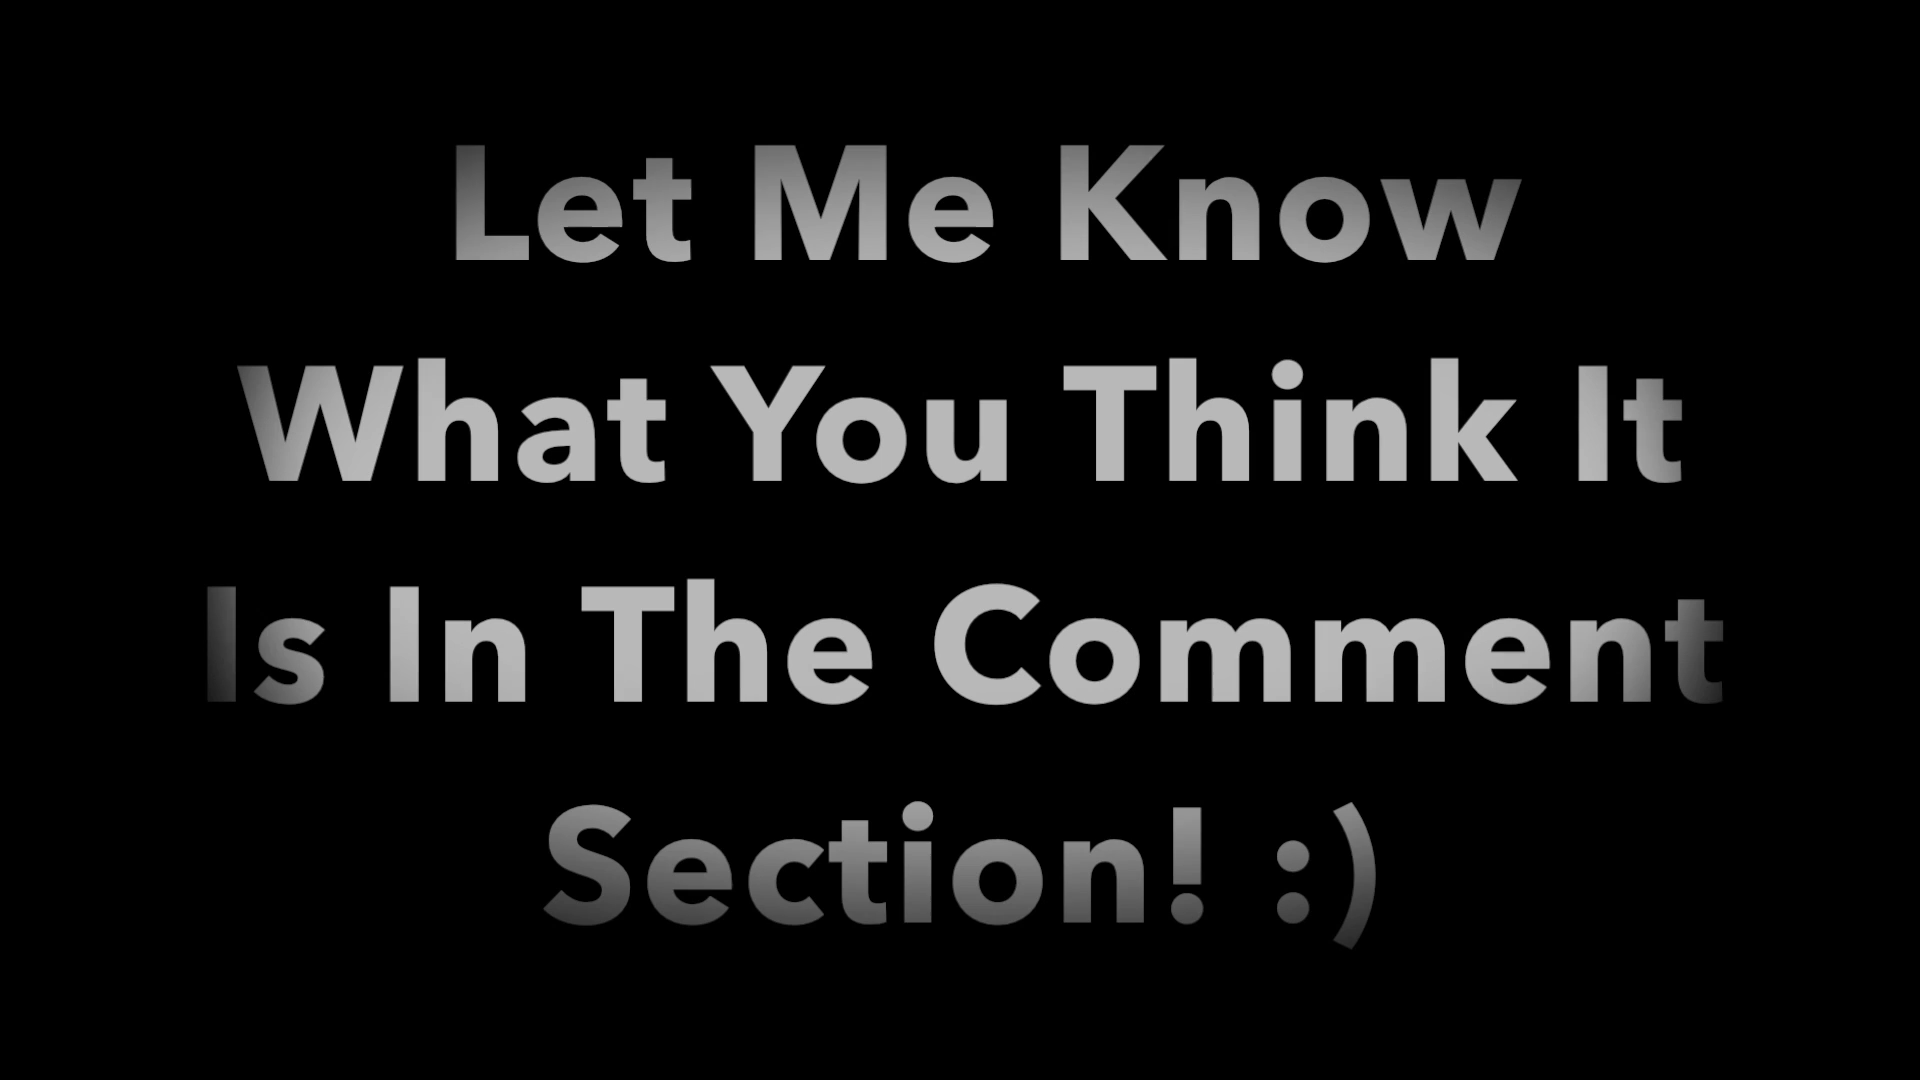 Let Me Know
What You Think It
Is In The Comment
Section! :)